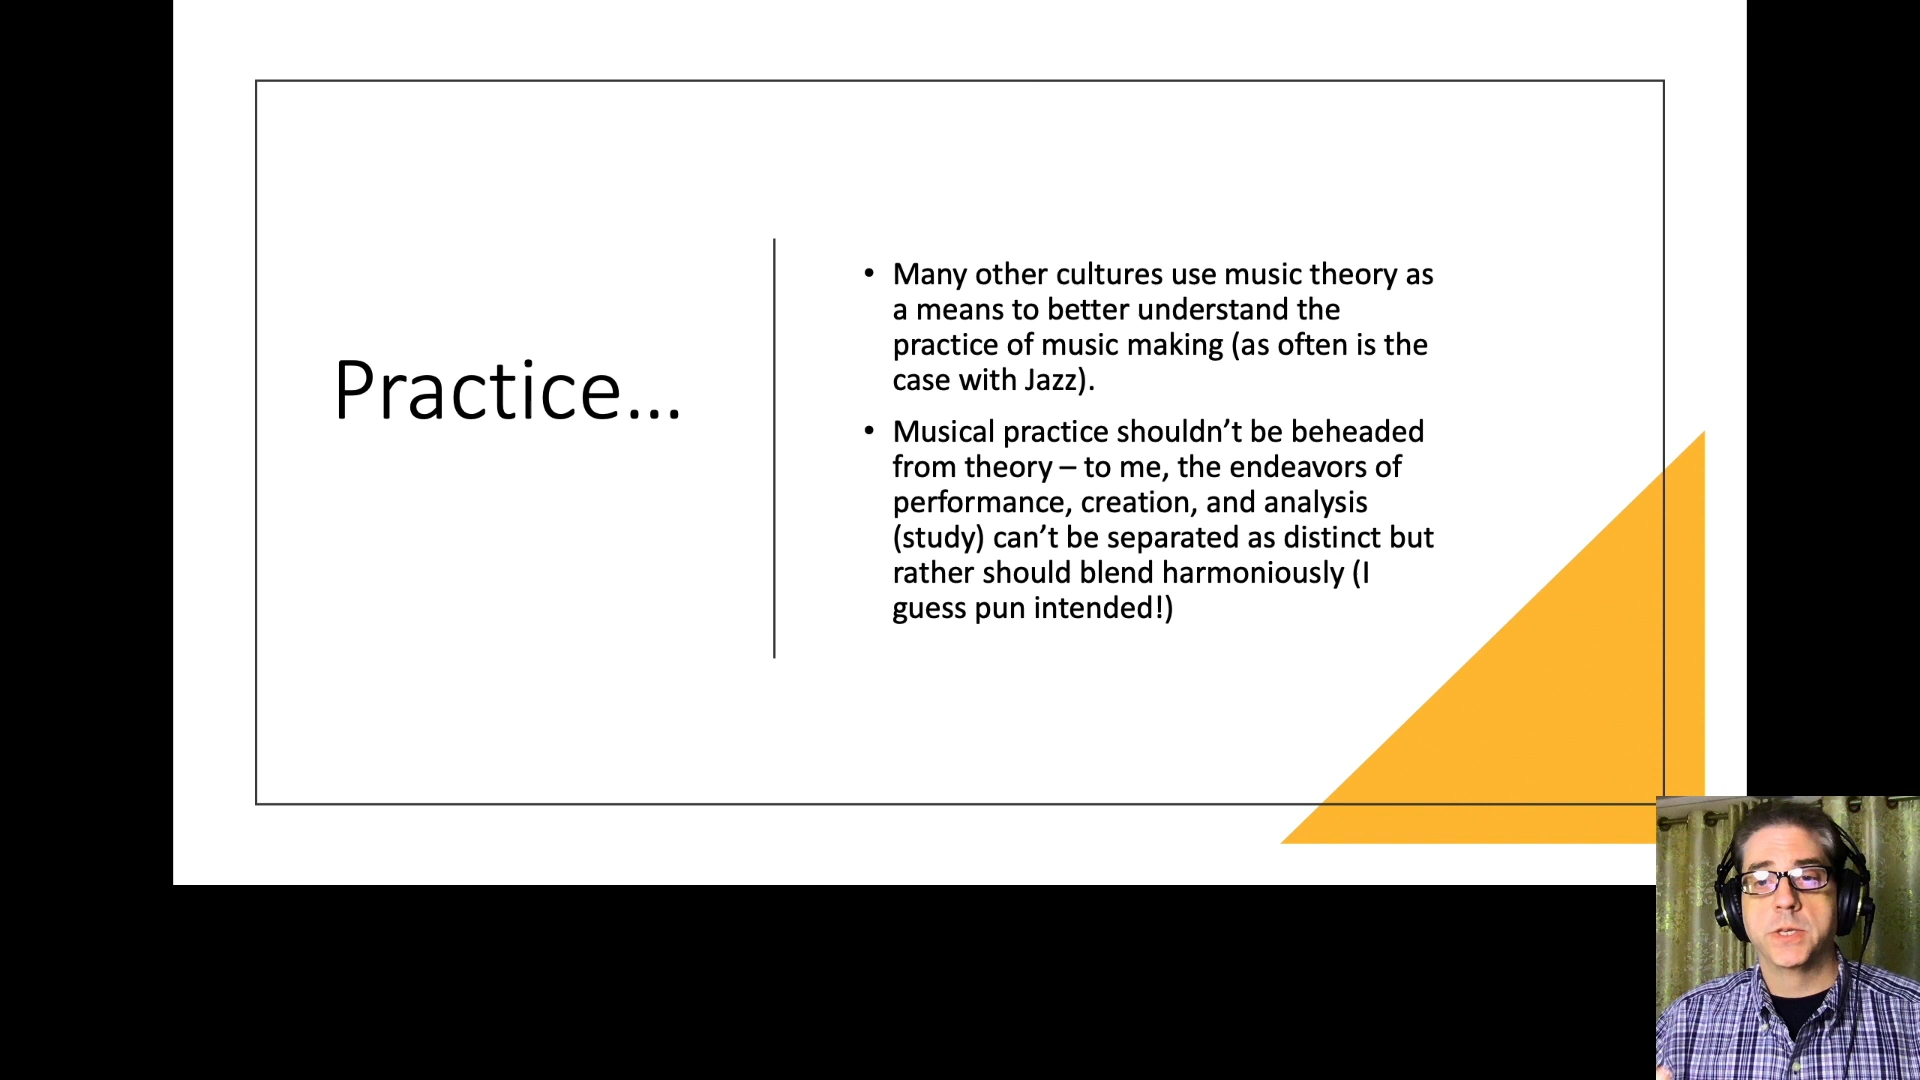 Practice...
• Many other cultures use music theory as
a means to better understand the
practice of music making (as often is the
case with Jazz).
• Musical practice shouldn’t be beheaded
from theory – to me, the endeavors of
performance, creation, and analysis
(study) can’t be separated as distinct but
rather should blend harmoniously (I
guess pun intended!)